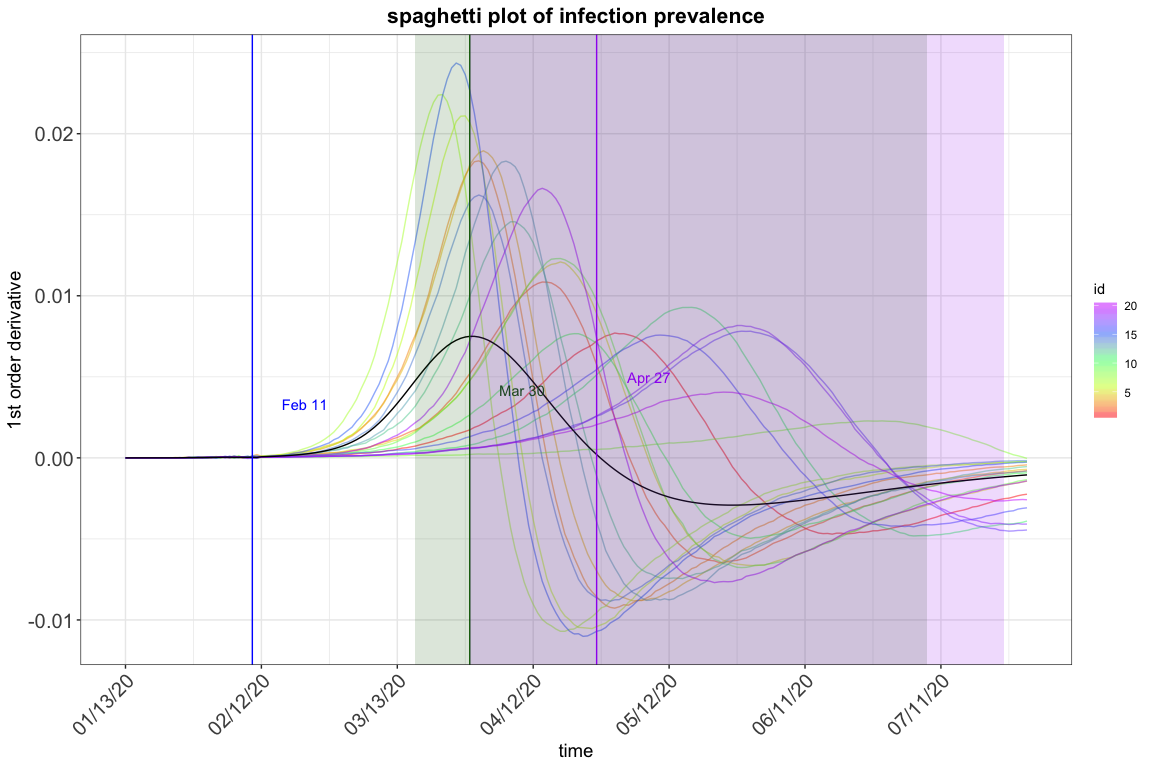 spaghetti plot of infection prevalence
1st order derivative
0.02
0.01
0.00
-0.01
Feb 11
Mar 30
Apr 27
01/13/20
02/12/20
03/13/20
04/12/20
05/12/20
06/11/20
07/11/20
time
id
20
15
10
5